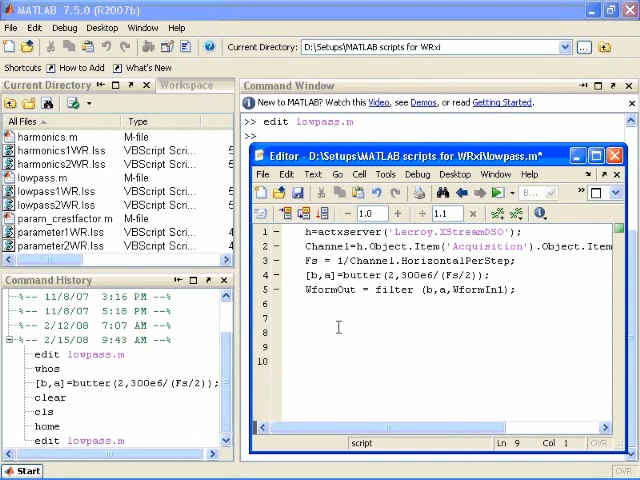 MATLAB 7.5.0 (R2007b)
File Edit Debug Distributed Desktop Window Help
Current Directory: D:\Setups\MATLAB scripts for WRxi
Shortcuts How to Add What's New
Current Directory
Workspace
All Files Type
harmonics.m M-file
harmonics1WR.lss VBScript Scri...
harmonics2WR.lss VBScript Scri...
lowpass.m M-file
lowpass1WR.lss VBScript Scri...
lowpass2WR.lss VBScript Scri...
param_crestfactor.m M-file
parameter1WR.lss VBScript Scri...
parameter2WR.lss VBScript Scri...
Command History
%-- 11/8/07 3:16 PM --%
%-- 11/8/07 5:18 PM --%
%-- 2/12/08 7:07 AM --%
%-- 2/15/08 9:43 AM --%
edit lowpass.m
whos
[b,a]=butter(2,300e6/(Fs/2));
clear
cls
home
edit lowpass.m
Start
Command Window
New to MATLAB? Watch this Video, see Demos, or read Getting Started.
>> edit lowpass.m
>>
Editor - D:\Setups\MATLAB scripts for WRxi\lowpass.m*
File Edit Text Go Cell Tools Debug Desktop Window Help
B...
− 1.0 + ÷ 1.1 ×
1 h=actxserver('Lecroy.XStreamDSO');
2 Channel=h.Object.Item('Acquisition').Object.Item
3 Fs = 1/Channel.HorizontalPerStep;
4 [b,a]=butter(2,300e6/(Fs/2));
5 WformOut = filter (b,a,WformIn1);
6
7
8
9
10
script Ln 9 Col 1 OVR
OVR